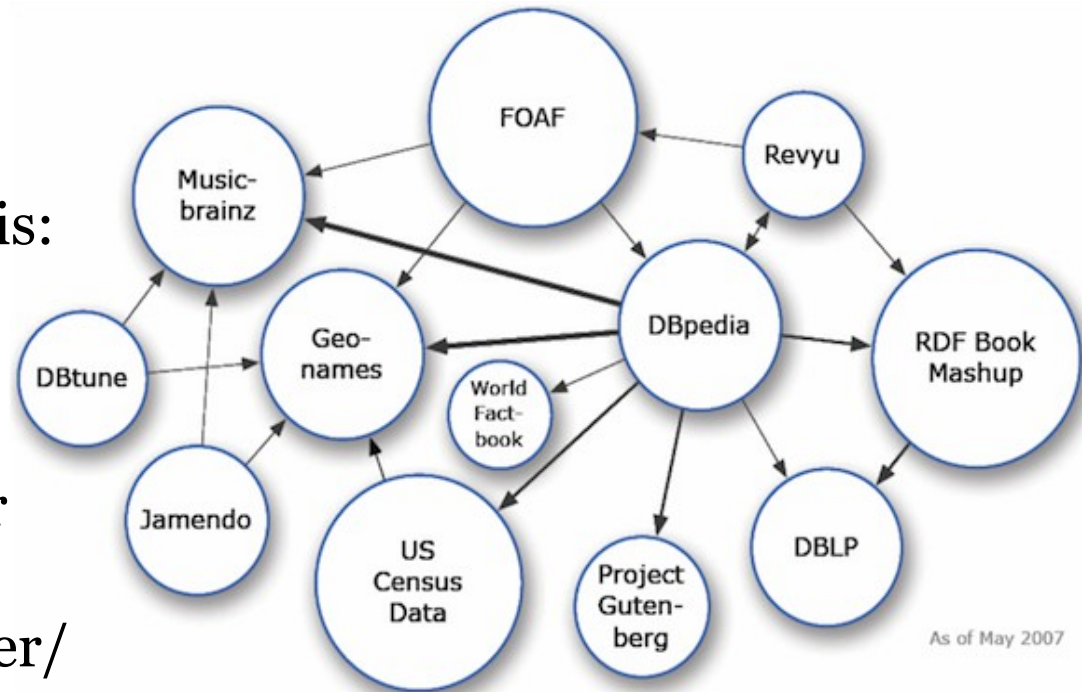 FOAF
Revyu
Music-
brainz
is:
DBpedia
Geo-
names
RDF Book
Mashup
DBtune
World
Fact-
book
r
Jamendo
US
Census
Data
DBLP
Project
Guten-
berg
er/
As of May 2007